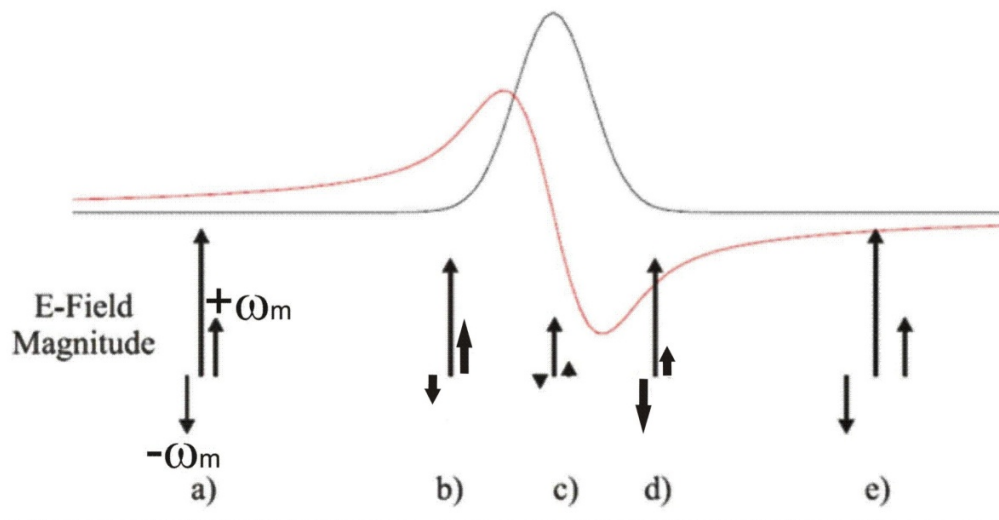 +ωm
E-Field
Magnitude
-ωm
a)
b)
c)
d)
e)